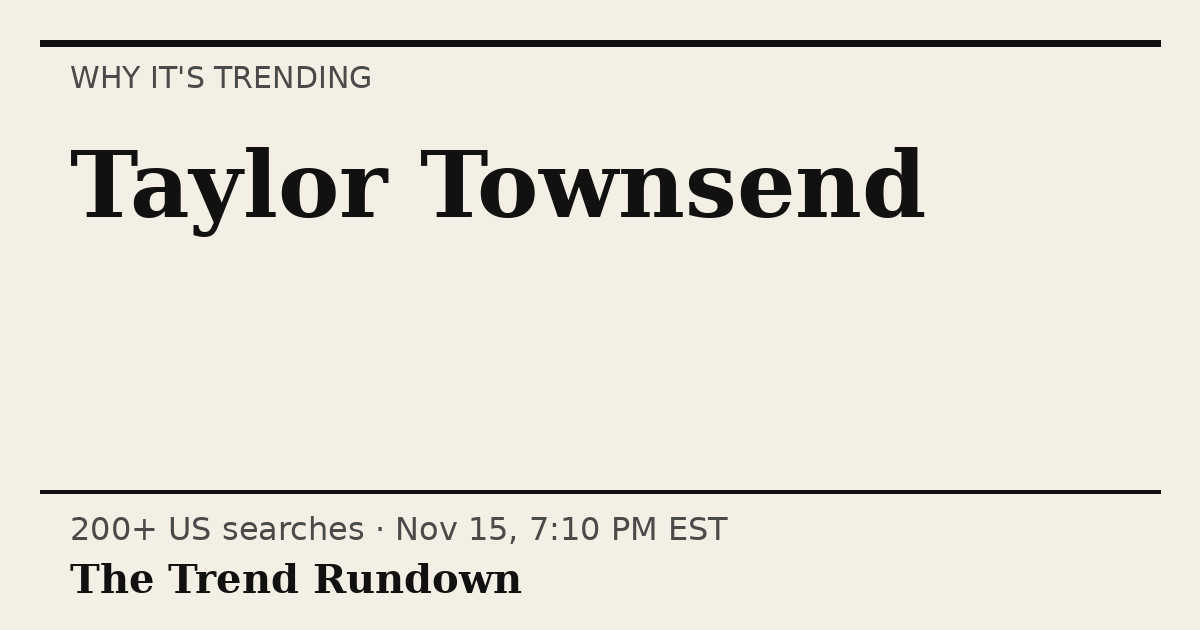 WHY IT'S TRENDING
Taylor Townsend
200+ US searches · Nov 15, 7:10 PM EST
The Trend Rundown